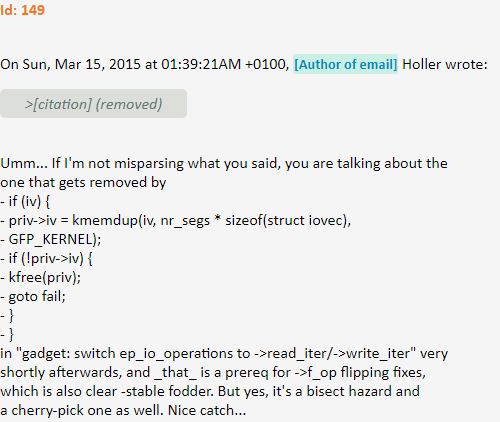 Id: 149
On Sun, Mar 15, 2015 at 01:39:21AM +0100, [Author of email] Holler wrote:
>[citation] (removed)
Umm... If I'm not misparsing what you said, you are talking about the
one that gets removed by
- if (iv) {
- priv->iv = kmemdup(iv, nr_segs * sizeof(struct iovec),
- GFP_KERNEL);
- if (!priv->iv) {
- kfree(priv);
- goto fail;
- }
- }
in "gadget: switch ep_io_operations to ->read_iter/->write_iter" very
shortly afterwards, and _that_ is a prereq for ->f_op flipping fixes,
which is also clear -stable fodder. But yes, it's a bisect hazard and
a cherry-pick one as well. Nice catch...